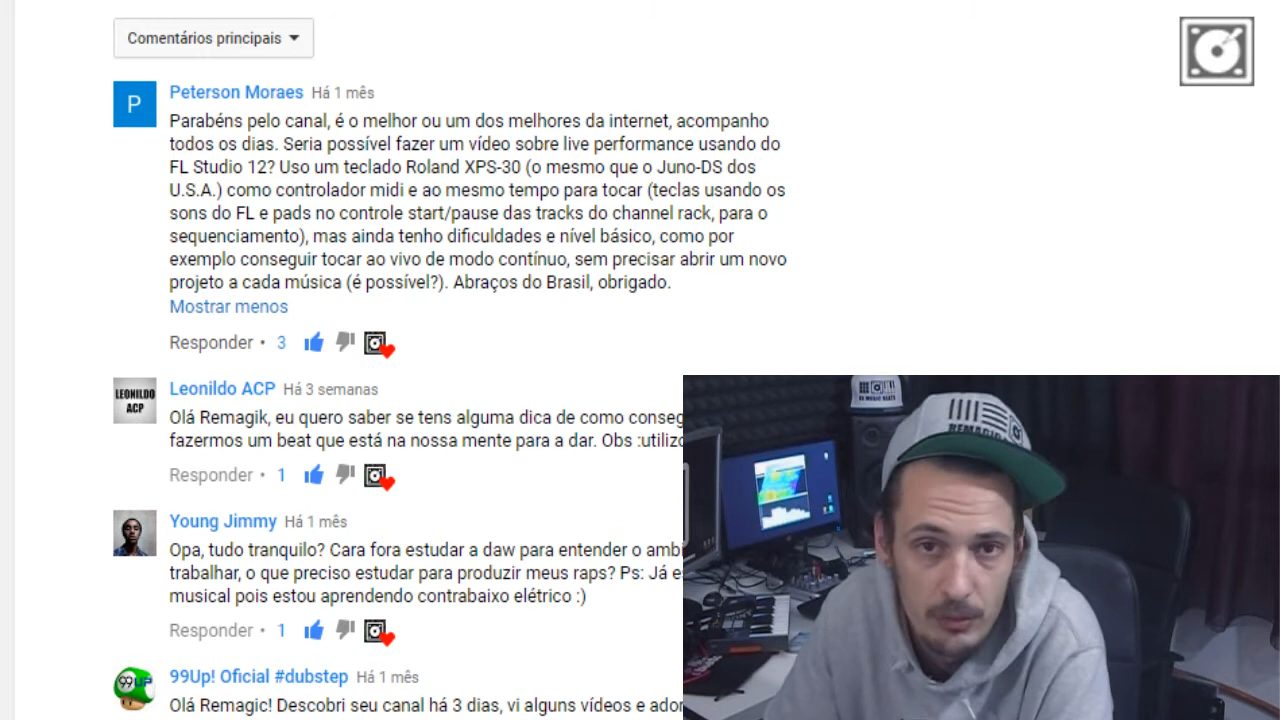 Comentários principais
P
Peterson Moraes Há 1 mês
Parabéns pelo canal, é o melhor ou um dos melhores da internet, acompanho
todos os dias. Seria possível fazer um vídeo sobre live performance usando do
FL Studio 12? Uso um teclado Roland XPS-30 (o mesmo que o Juno-DS dos
U.S.A.) como controlador midi e ao mesmo tempo para tocar (teclas usando os
sons do FL e pads no controle start/pause das tracks do channel rack, para o
sequenciamento), mas ainda tenho dificuldades e nível básico, como por
exemplo conseguir tocar ao vivo de modo contínuo, sem precisar abrir um novo
projeto a cada música (é possível?). Abraços do Brasil, obrigado.
Mostrar menos
Responder • 3
LEONILDO
ACP
Leonildo ACP Há 3 semanas
Olá Remagik, eu quero saber se tens alguma dica de como conseg
fazermos um beat que está na nossa mente para a dar. Obs :utilizo
Responder • 1
Young Jimmy Há 1 mês
Opa, tudo tranquilo? Cara fora estudar a daw para entender o ambi
trabalhar, o que preciso estudar para produzir meus raps? Ps: Já e
musical pois estou aprendendo contrabaixo elétrico :)
Responder • 1
99UP
99Up! Oficial #dubstep Há 1 mês
Olá Remagic! Descobri seu canal há 3 dias, vi alguns vídeos e ador
REMAGIC